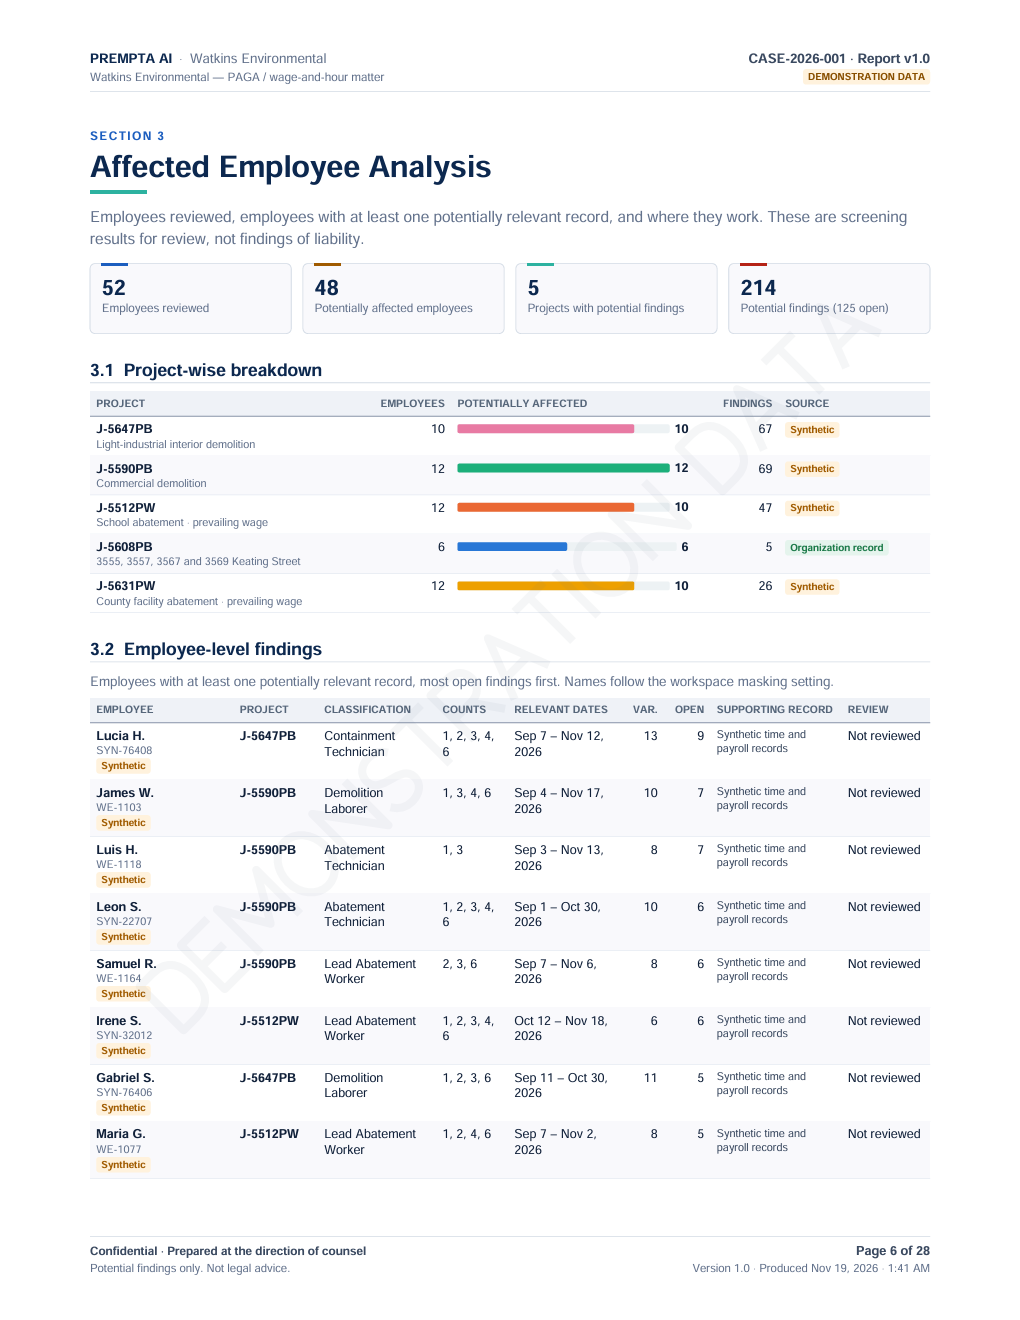 PREMPTA AI · Watkins Environmental
CASE-2026-001 · Report v1.0
Watkins Environmental — PAGA / wage-and-hour matter
DEMONSTRATION DATA
SECTION 3
Affected Employee Analysis
Employees reviewed, employees with at least one potentially relevant record, and where they work. These are screening
results for review, not findings of liability.
52
Employees reviewed
48
Potentially affected employees
5
Projects with potential findings
214
Potential findings (125 open)
3.1 Project-wise breakdown
PROJECT EMPLOYEES POTENTIALLY AFFECTED FINDINGS SOURCE
J-5647PB 10 10 67 Synthetic
Light-industrial interior demolition
J-5590PB 12 12 69 Synthetic
Commercial demolition
J-5512PW 12 10 47 Synthetic
School abatement · prevailing wage
J-5608PB 6 6 5 Organization record
3555, 3557, 3567 and 3569 Keating Street
J-5631PW 12 10 26 Synthetic
County facility abatement · prevailing wage
3.2 Employee-level findings
Employees with at least one potentially relevant record, most open findings first. Names follow the workspace masking setting.
EMPLOYEE PROJECT CLASSIFICATION COUNTS RELEVANT DATES VAR. OPEN SUPPORTING RECORD REVIEW
Lucia H. J-5647PB Containment 1, 2, 3, 4, Sep 7 – Nov 12, 13 9 Synthetic time and Not reviewed
SYN-76408 Technician 6 2026 payroll records
Synthetic
James W. J-5590PB Demolition 1, 3, 4, 6 Sep 4 – Nov 17, 10 7 Synthetic time and Not reviewed
WE-1103 Laborer 2026 payroll records
Synthetic
Luis H. J-5590PB Abatement 1, 3 Sep 3 – Nov 13, 8 7 Synthetic time and Not reviewed
WE-1118 Technician 2026 payroll records
Synthetic
Leon S. J-5590PB Abatement 1, 2, 3, 4, Sep 1 – Oct 30, 10 6 Synthetic time and Not reviewed
SYN-22707 Technician 6 2026 payroll records
Synthetic
Samuel R. J-5590PB Lead Abatement 2, 3, 6 Sep 7 – Nov 6, 8 6 Synthetic time and Not reviewed
WE-1164 Worker 2026 payroll records
Synthetic
Irene S. J-5512PW Lead Abatement 1, 2, 3, 4, Oct 12 – Nov 18, 6 6 Synthetic time and Not reviewed
SYN-32012 Worker 6 2026 payroll records
Synthetic
Gabriel S. J-5647PB Demolition 1, 2, 3, 6 Sep 11 – Oct 30, 11 5 Synthetic time and Not reviewed
SYN-76406 Laborer 2026 payroll records
Synthetic
Maria G. J-5512PW Lead Abatement 1, 2, 4, 6 Sep 7 – Nov 2, 8 5 Synthetic time and Not reviewed
WE-1077 Worker 2026 payroll records
Synthetic
DEMONSTRATION DATA
Confidential · Prepared at the direction of counsel
Page 6 of 28
Potential findings only. Not legal advice.
Version 1.0 · Produced Nov 19, 2026 · 1:41 AM